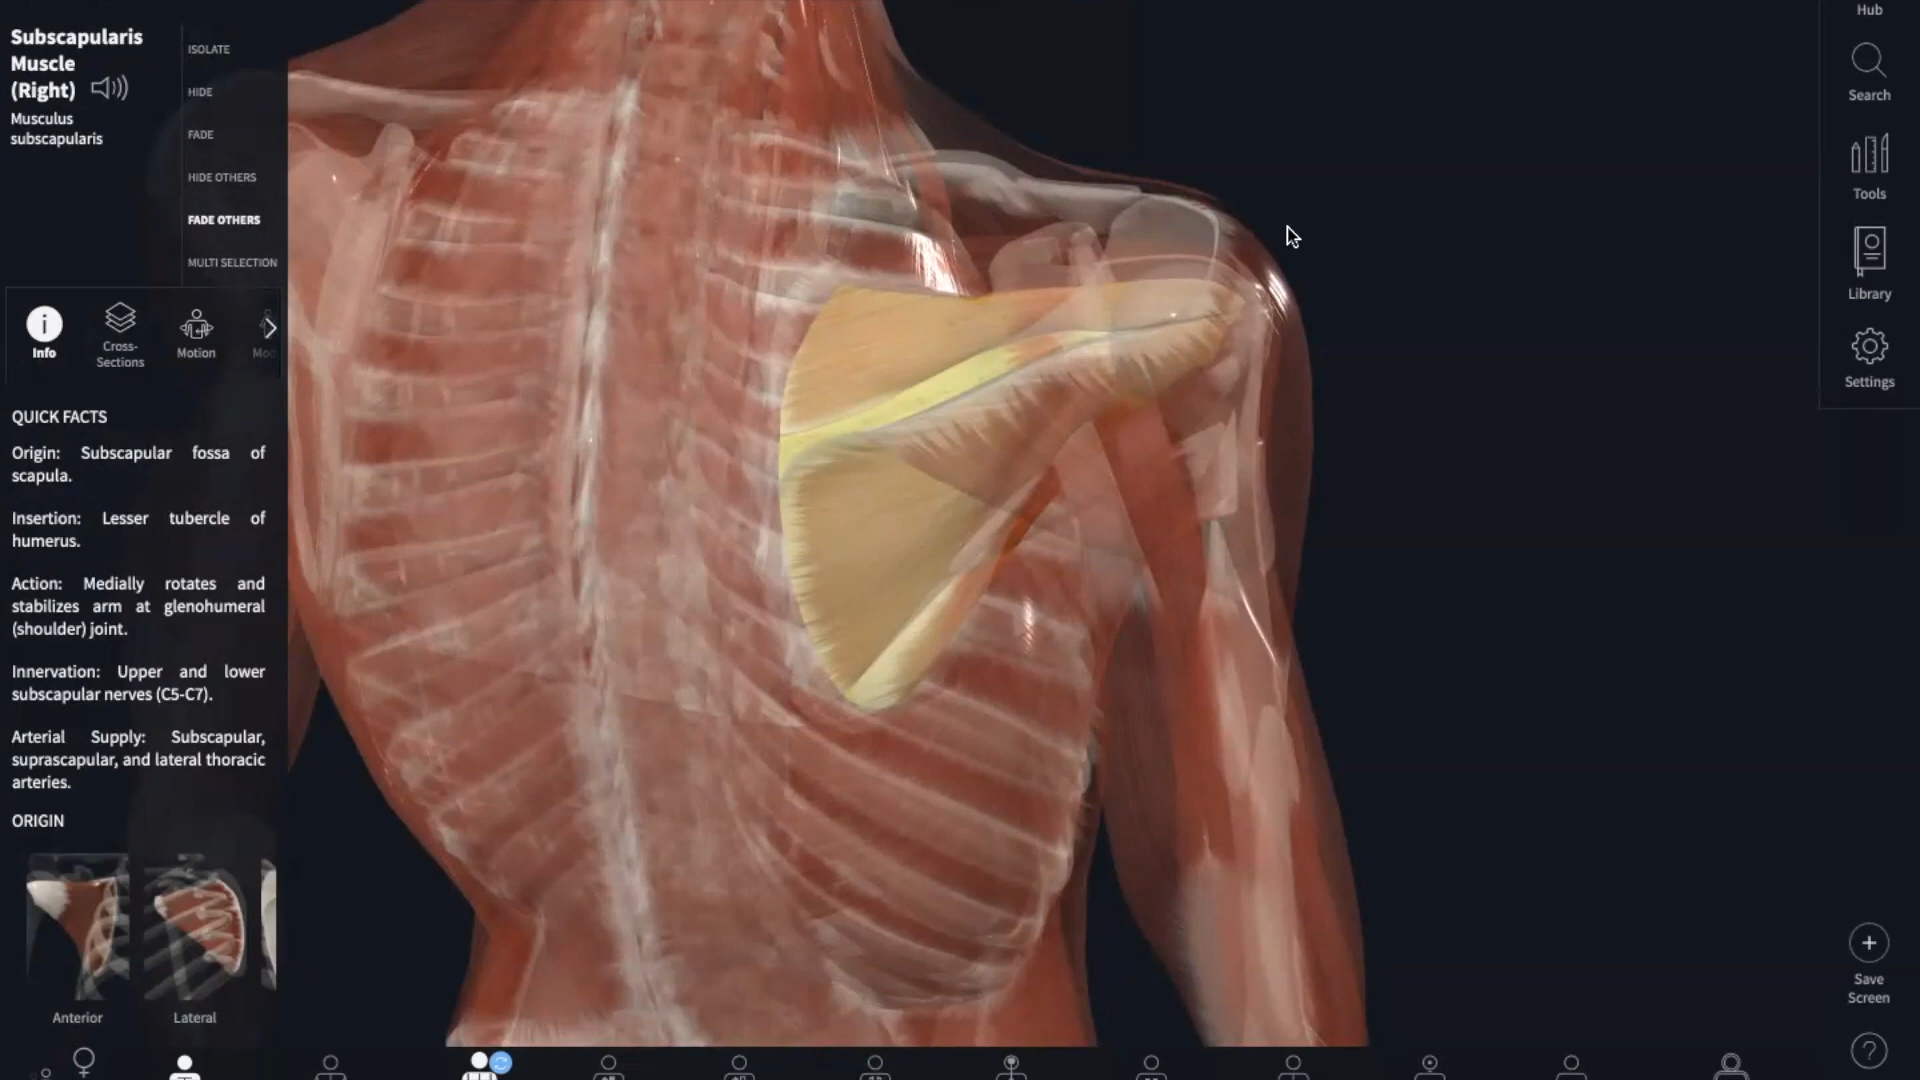 Subscapularis
Muscle
(Right)
Musculus
subscapularis
ISOLATE
HIDE
FADE
HIDE OTHERS
FADE OTHERS
MULTI SELECTION
Info
Cross-
Sections
Motion
QUICK FACTS
Origin: Subscapular fossa of
scapula.
Insertion: Lesser tubercle of
humerus.
Action: Medially rotates and
stabilizes arm at glenohumeral
(shoulder) joint.
Innervation: Upper and lower
subscapular nerves (C5-C7).
Arterial Supply: Subscapular,
suprascapular, and lateral thoracic
arteries.
ORIGIN
Anterior
Lateral
Hub
Search
Tools
Library
Settings
Save
Screen
?